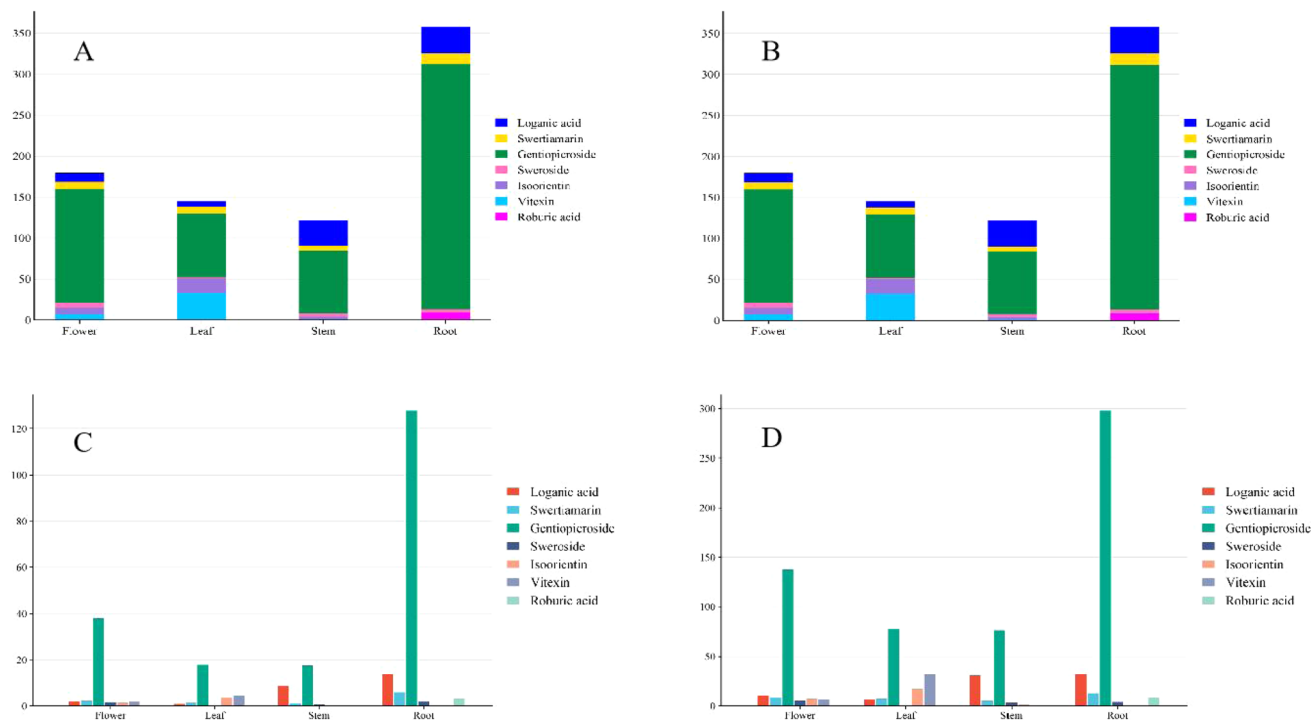 A
350
300
250
200
150
100
50
0
Flower
Leaf
Stem
Root
Loganic acid
Swertiamarin
Gentiopicroside
Sweroside
Isoorientin
Vitexin
Roburic acid
B
350
300
250
200
150
100
50
0
Flower
Leaf
Stem
Root
Loganic acid
Swertiamarin
Gentiopicroside
Sweroside
Isoorientin
Vitexin
Roburic acid
C
120
100
80
60
40
20
0
Flower
Leaf
Stem
Root
Loganic acid
Swertiamarin
Gentiopicroside
Sweroside
Isoorientin
Vitexin
Roburic acid
D
300
250
200
150
100
50
0
Flower
Leaf
Stem
Root
Loganic acid
Swertiamarin
Gentiopicroside
Sweroside
Isoorientin
Vitexin
Roburic acid